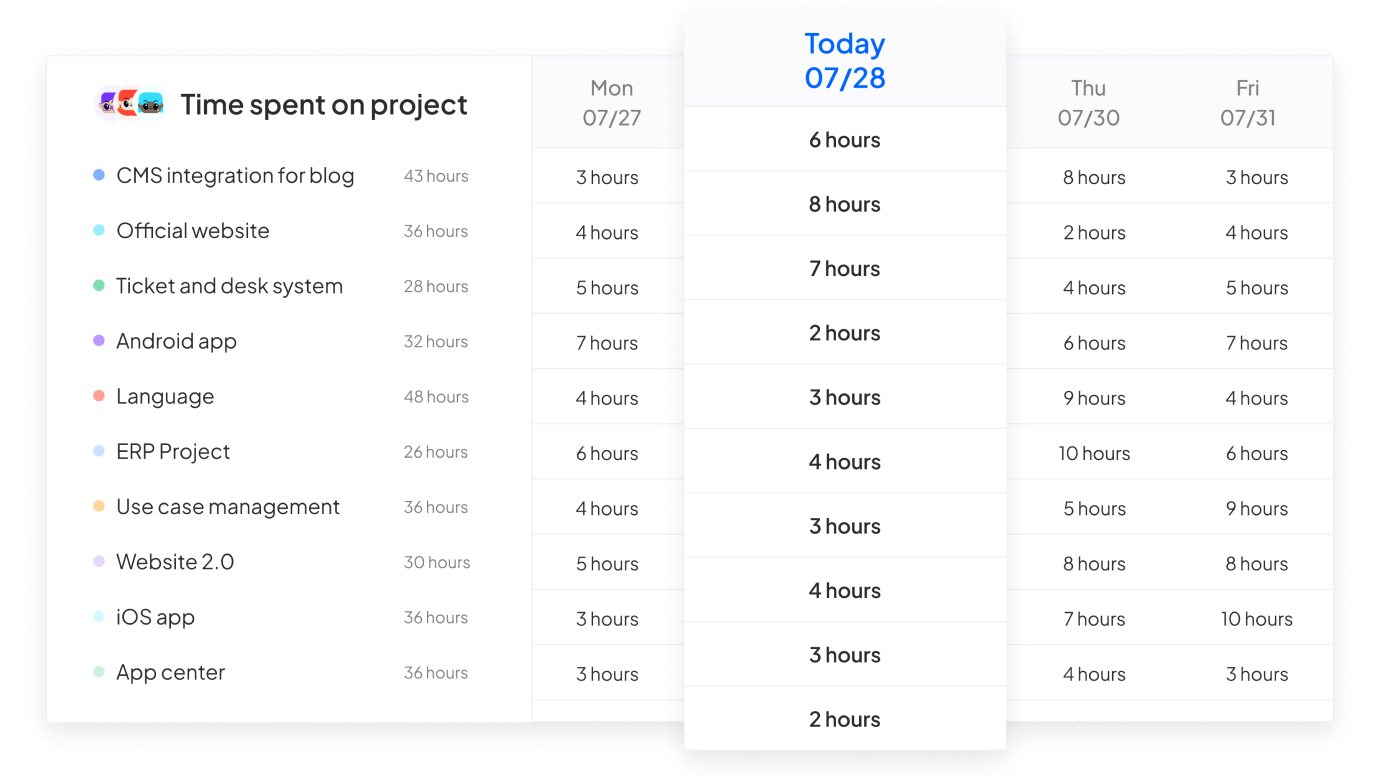 Today
07/28
Time spent on project
Mon
07/27
Thu
07/30
Fri
07/31
6 hours
CMS integration for blog 43 hours 3 hours 8 hours 3 hours
8 hours
Official website 36 hours 4 hours 2 hours 4 hours
7 hours
Ticket and desk system 28 hours 5 hours 4 hours 5 hours
2 hours
Android app 32 hours 7 hours 6 hours 7 hours
3 hours
Language 48 hours 4 hours 9 hours 4 hours
4 hours
ERP Project 26 hours 6 hours 10 hours 6 hours
3 hours
Use case management 36 hours 4 hours 5 hours 9 hours
4 hours
Website 2.0 30 hours 5 hours 8 hours 8 hours
3 hours
iOS app 36 hours 3 hours 7 hours 10 hours
2 hours
App center 36 hours 3 hours 4 hours 3 hours